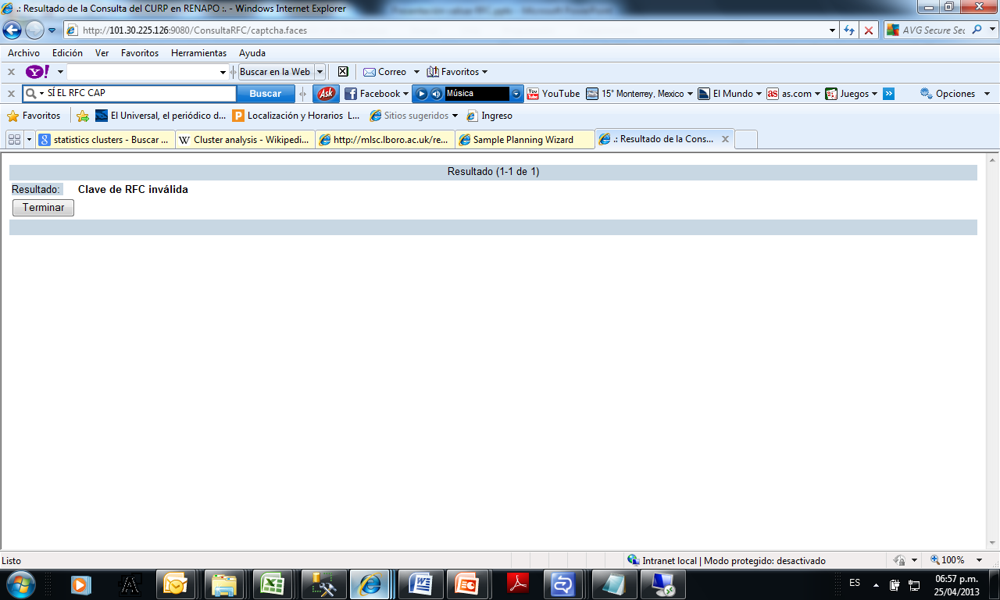 .: Resultado de la Consulta del CURP en RENAPO :. - Windows Internet Explorer
http://101.30.225.126:9080/ConsultaRFC/captcha.faces
AVG Secure Sea
Archivo Edición Ver Favoritos Herramientas Ayuda
Y! Buscar en la Web Correo Favoritos
SÍ EL RFC CAP Buscar Ask Facebook Música YouTube 15° Monterrey, Mexico El Mundo as as.com Juegos Opciones
Favoritos El Universal, el periódico d... Localización y Horarios L... Sitios sugeridos Ingreso
statistics clusters - Buscar ... Cluster analysis - Wikipedi... http://mlsc.lboro.ac.uk/re... Sample Planning Wizard .: Resultado de la Cons...
Resultado (1-1 de 1)
Resultado: Clave de RFC inválida
Terminar
Listo Intranet local | Modo protegido: desactivado 100%
ES 06:57 p.m.
25/04/2013